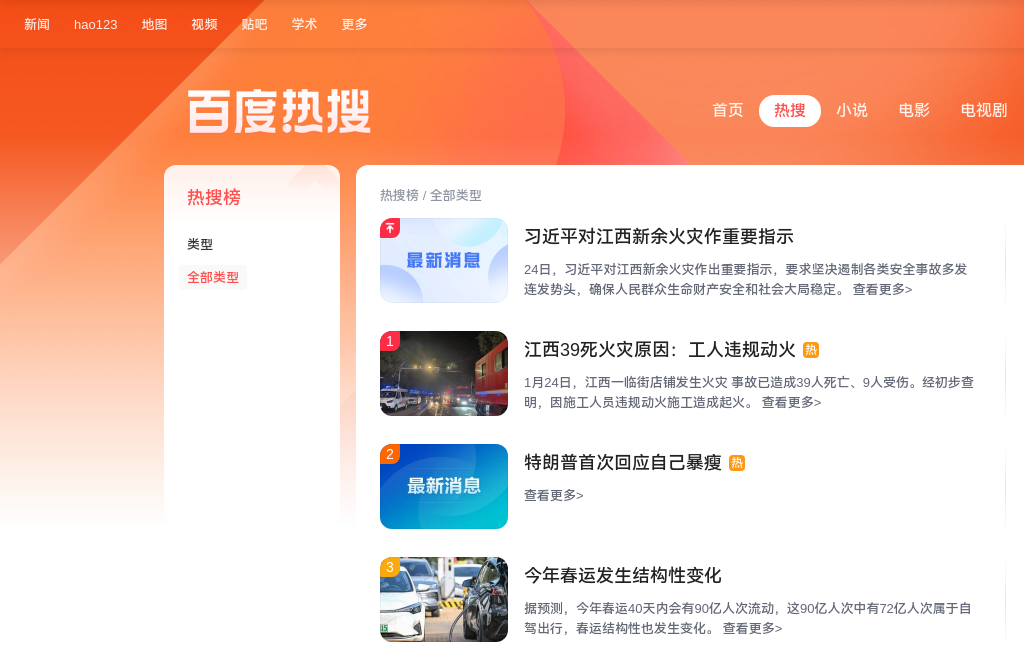 新闻 hao123 地图 视频 贴吧 学术 更多
百度热搜
首页 热搜 小说 电影 电视剧
热搜榜
类型
全部类型
热搜榜 / 全部类型
最新消息
习近平对江西新余火灾作重要指示
24日，习近平对江西新余火灾作出重要指示，要求坚决遏制各类安全事故多发
连发势头，确保人民群众生命财产安全和社会大局稳定。 查看更多>
1
江西39死火灾原因：工人违规动火 热
1月24日，江西一临街店铺发生火灾 事故已造成39人死亡、9人受伤。经初步查
明，因施工人员违规动火施工造成起火。 查看更多>
2
最新消息
特朗普首次回应自己暴瘦 热
查看更多>
3
今年春运发生结构性变化
据预测，今年春运40天内会有90亿人次流动，这90亿人次中有72亿人次属于自
驾出行，春运结构性也发生变化。 查看更多>